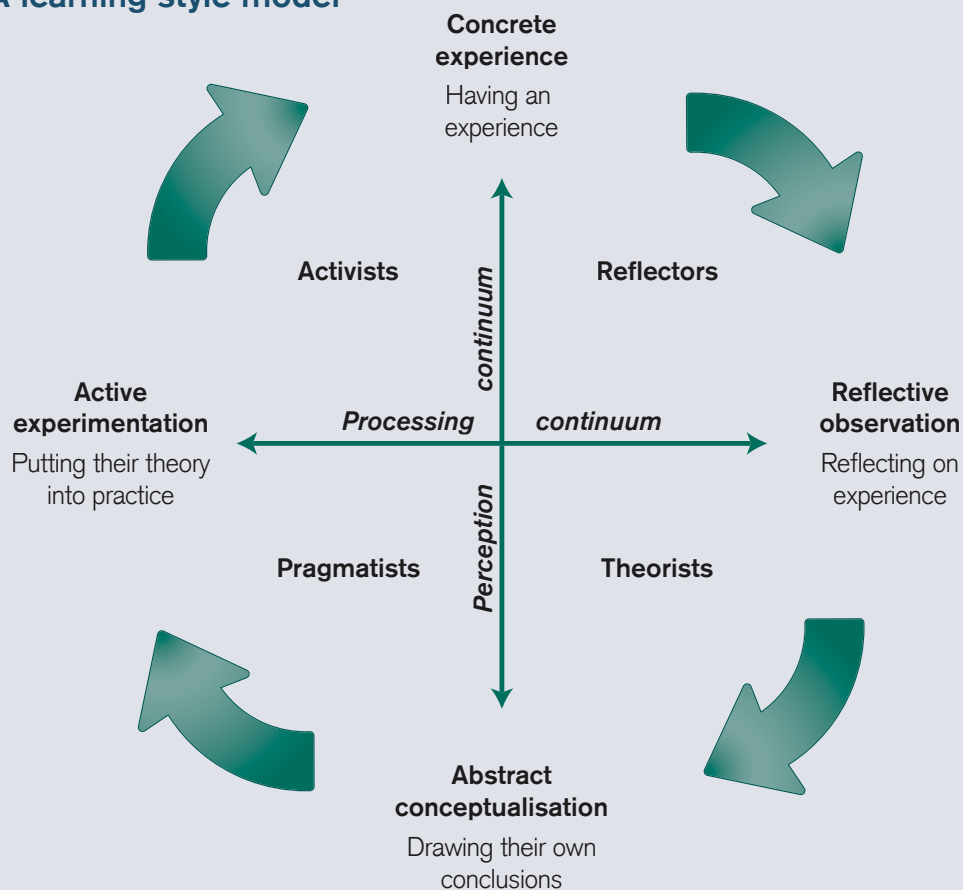 A learning style model
Concrete
experience
Having an
experience
Activists
Reflectors
continuum
Active
experimentation
Putting their theory
into practice
Processing continuum
Reflective
observation
Reflecting on
experience
Perception
Pragmatists
Theorists
Abstract
conceptualisation
Drawing their own
conclusions